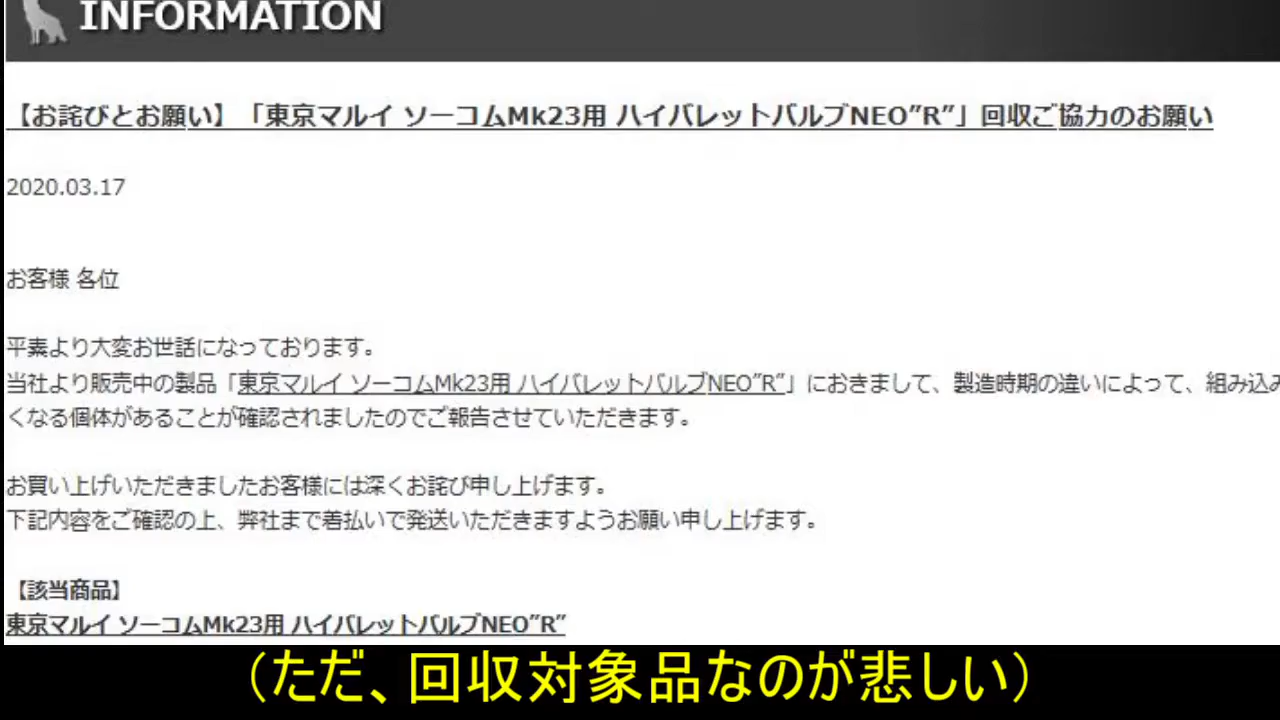 INFORMATION
【お詫びとお願い】「東京マルイ ソーコムMk23用 ハイバレットバルブNEO”R”」回収ご協力のお願い
2020.03.17
お客様 各位
平素より大変お世話になっております。
当社より販売中の製品「東京マルイ ソーコムMk23用 ハイバレットバルブNEO”R”」におきまして、製造時期の違いによって、組み込み
くなる個体があることが確認されましたのでご報告させていただきます。
お買い上げいただきましたお客様には深くお詫び申し上げます。
下記内容をご確認の上、弊社まで着払いで発送いただきますようお願い申し上げます。
【該当商品】
東京マルイ ソーコムMk23用 ハイバレットバルブNEO”R”
（ただ、回収対象品なのが悲しい）